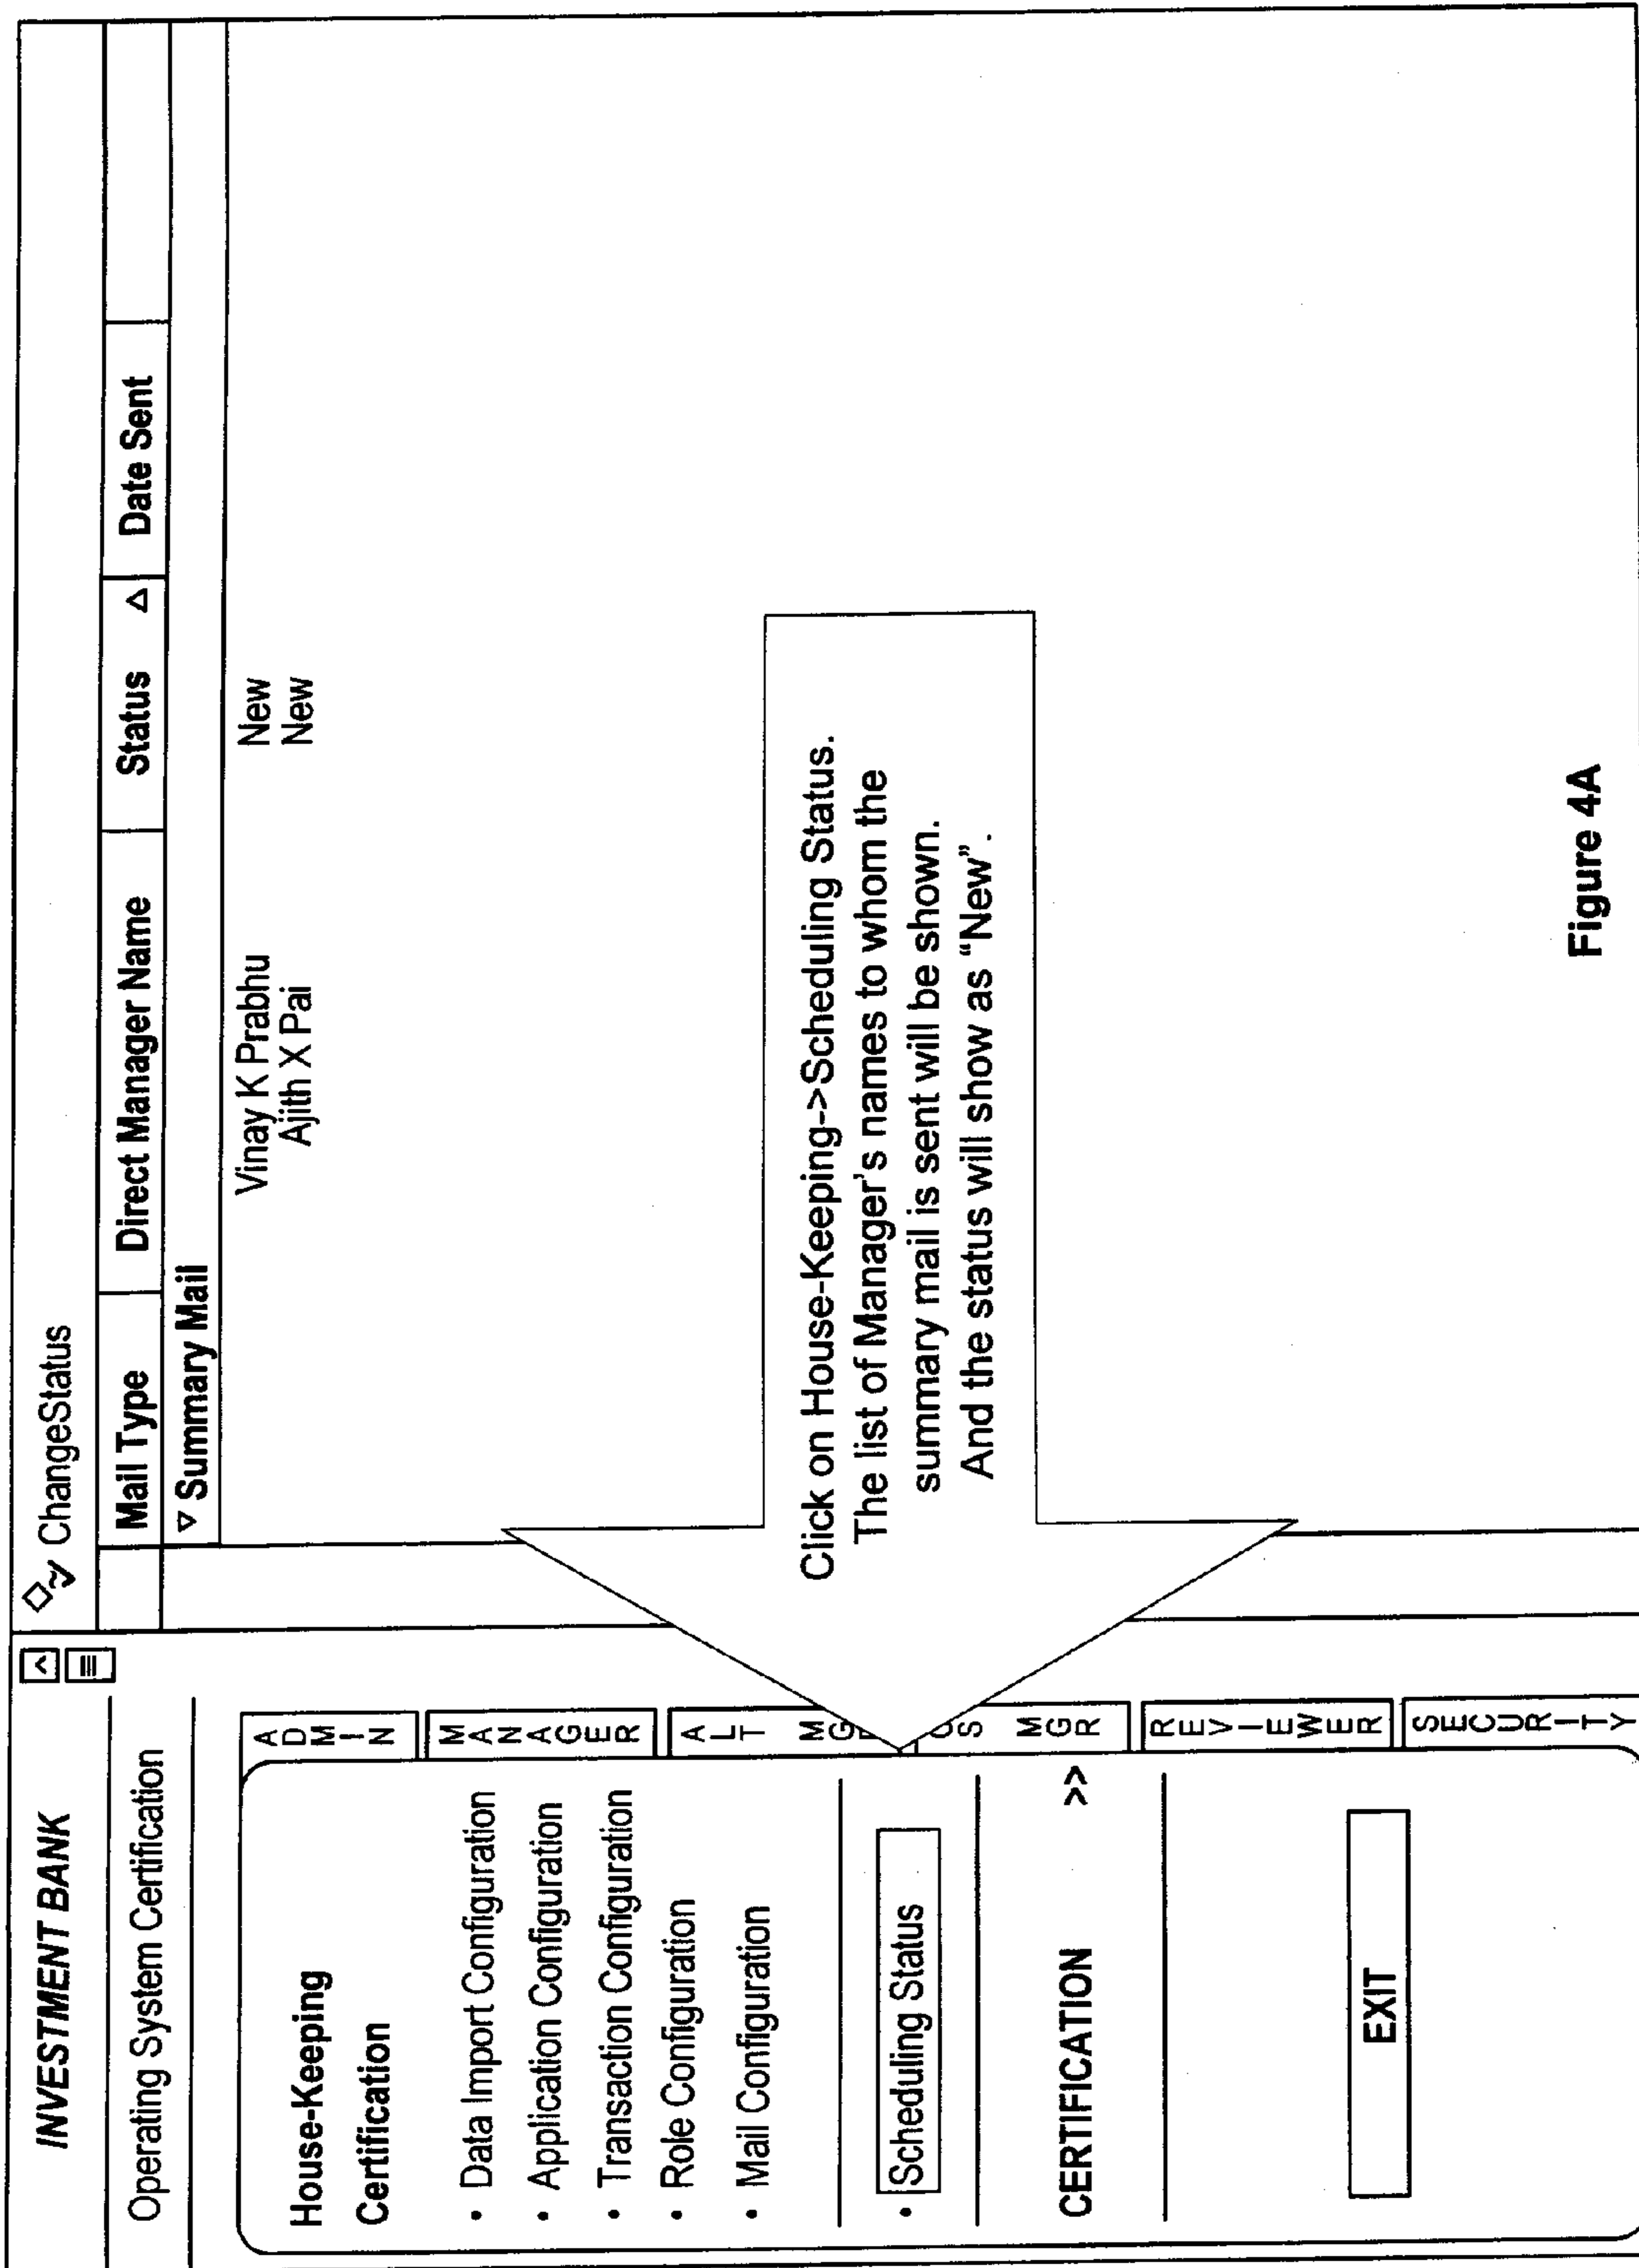 INVESTMENT BANK
Operating System Certification
House-Keeping
Certification
• Data Import Configuration
• Application Configuration
• Transaction Configuration
• Role Configuration
• Mail Configuration
• Scheduling Status
CERTIFICATION >>
EXIT
ADMIN
MANAGER
ALT
MGR
REVIEWER
SECURITY
ChangeStatus
Mail Type Direct Manager Name Status Date Sent
Summary Mail
Vinay K Prabhu New
Ajith X Pai New
Click on House-Keeping->Scheduling Status.
The list of Manager's names to whom the
summary mail is sent will be shown.
And the status will show as “New”.
Figure 4A